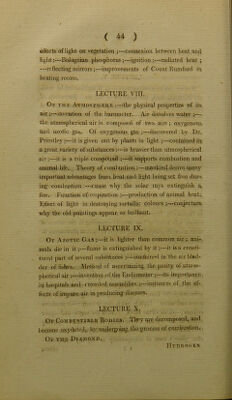 ( 44 )
effects of light on vegetation ;—connexion between heat and
light ;—Bolognian phosphorus ;—ignition ;—radiated heat ;
—reflecting mirrors ;—improvements of Count Rumford in
heating rooms.
LECTURE VIII.
Of the Atmosphere ;—the physical properties of its
air ;—invention of the barometer. Air dissolves water ;—
the atmospherical air is composed of two airs ; oxygenous,
and azotic gas. Of oxygenous gas ;—discovered by Dr.
Priestley ;—it is given out by plants in light ;—contained in
a great variety of substances ;—is heavier than atmospherical
air ;—it is a triple compound ;—it supports combustion and
animal life. Theory of combustion ;—mankind derive many
important advantages from heat and light being set free dur-
ing combustion ;—cause why the solar rays extinguish a
fire. Function of respiration ;—production of animal heat.
Effect of light in destroying metallic colours ;—conjecture
why the old paintings appear so brilliant.
LECTURE IX.
Of Azotic Gas ;—it is lighter than common air ; ani-
mals die in it ;—flame is extinguished by it ;—it is a consti-
tuent part of several substances ;—contained in the air blad-
der of fishes. Method of ascertaining the purity of atmos-
pherical air ;—invention of the Eudiometer ;—its importance
in hospitals and crowded assemblies ;—instances of the ef-
fects of impure air in producing diseases.
LECTURE X.
Of Combustible Bodies. They are decomposed, and
become oxydated, by undergoing the process of combustion.
Of the Diamond.
Hydrogen